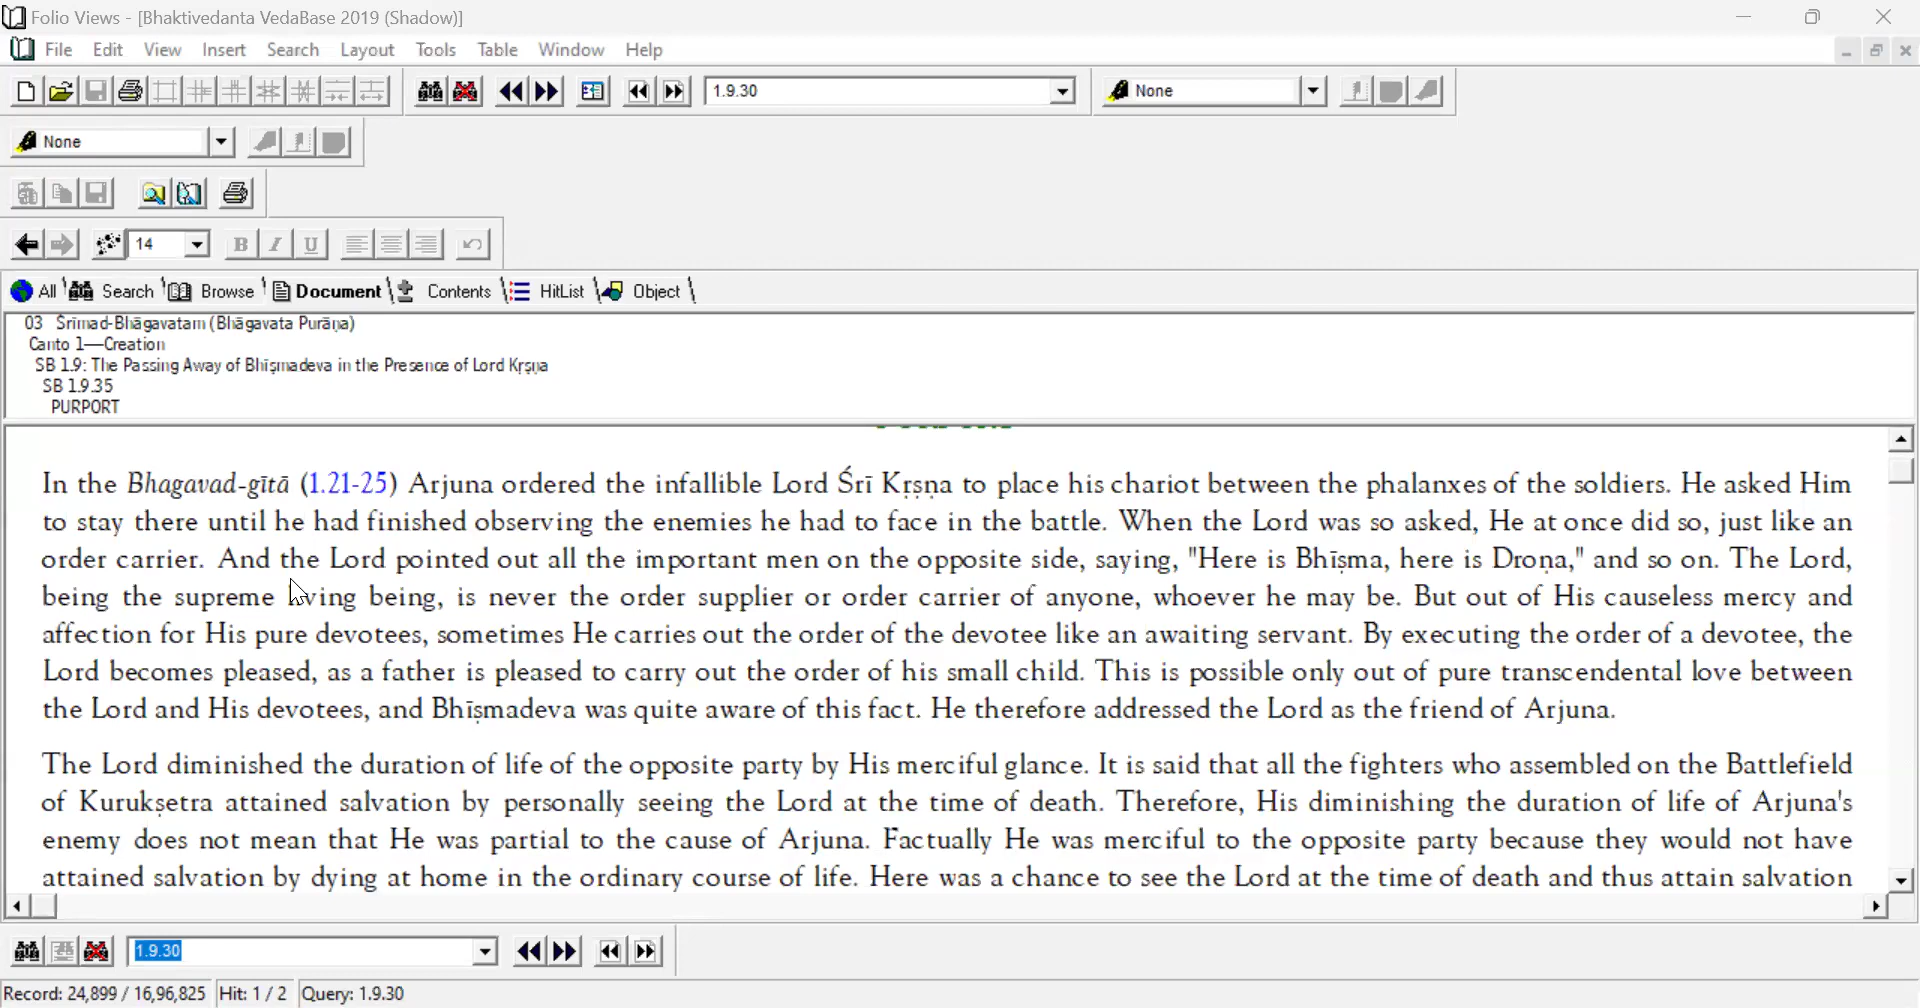 Folio Views - [Bhaktivedanta VedaBase 2019 (Shadow)]
File Edit View Insert Search Layout Tools Table Window Help
1.9.30 None
None
14 B I U
All Search Browse Document Contents HitList Object
03 Śrīmad-Bhāgavatam (Bhāgavata Purāṇa)
Canto 1—Creation
SB 1.9: The Passing Away of Bhīṣmadeva in the Presence of Lord Kṛṣṇa
SB 1.9.35
PURPORT
In the Bhagavad-gītā (1.21-25) Arjuna ordered the infallible Lord Śrī Kṛṣṇa to place his chariot between the phalanxes of the soldiers. He asked Him
to stay there until he had finished observing the enemies he had to face in the battle. When the Lord was so asked, He at once did so, just like an
order carrier. And the Lord pointed out all the important men on the opposite side, saying, "Here is Bhīṣma, here is Droṇa," and so on. The Lord,
being the supreme living being, is never the order supplier or order carrier of anyone, whoever he may be. But out of His causeless mercy and
affection for His pure devotees, sometimes He carries out the order of the devotee like an awaiting servant. By executing the order of a devotee, the
Lord becomes pleased, as a father is pleased to carry out the order of his small child. This is possible only out of pure transcendental love between
the Lord and His devotees, and Bhīṣmadeva was quite aware of this fact. He therefore addressed the Lord as the friend of Arjuna.
The Lord diminished the duration of life of the opposite party by His merciful glance. It is said that all the fighters who assembled on the Battlefield
of Kurukṣetra attained salvation by personally seeing the Lord at the time of death. Therefore, His diminishing the duration of life of Arjuna's
enemy does not mean that He was partial to the cause of Arjuna. Factually He was merciful to the opposite party because they would not have
attained salvation by dying at home in the ordinary course of life. Here was a chance to see the Lord at the time of death and thus attain salvation
1.9.30
Record: 24,899 / 16,96,825 Hit: 1 / 2 Query: 1.9.30